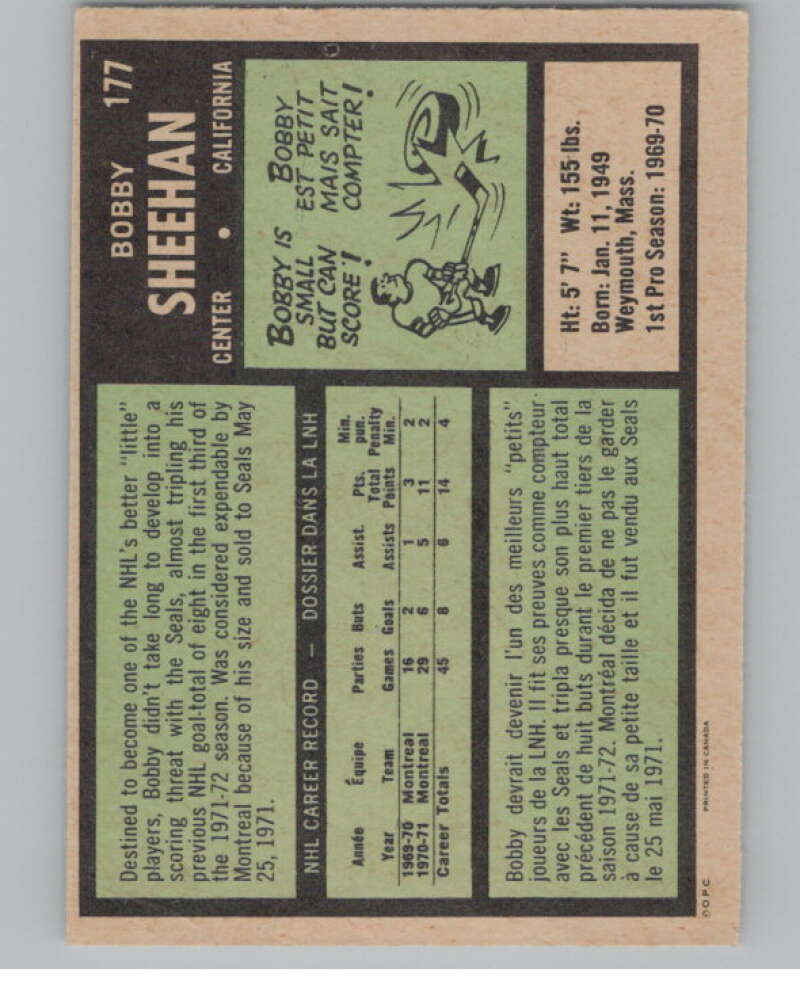 BOBBY 177
SHEEHAN
CENTER • CALIFORNIA
Destined to become one of the NHL's better "little"
players, Bobby didn't take long to develop into a
scoring threat with the Seals, almost tripling his
previous NHL goal-total of eight in the first third of
the 1971-72 season. Was considered expendable by
Montreal because of his size and sold to Seals May
25, 1971.
BOBBY IS
SMALL
BUT CAN
SCORE!
BOBBY
EST PETIT
MAIS SAIT
COMPTER!
NHL CAREER RECORD — DOSSIER DANS LA LNH
Année Équipe Parties Buts Assist. Pts. Total Min. pun. Penalty
Year Team Games Goals Assists Points Min.
1969-70 Montreal 16 2 1 3 2
1970-71 Montreal 29 6 5 11 2
Career Totals 45 8 6 14 4
Ht: 5' 7" Wt: 155 lbs.
Born: Jan. 11, 1949
Weymouth, Mass.
1st Pro Season: 1969-70
Bobby devrait devenir l'un des meilleurs "petits"
joueurs de la LNH. Il fit ses preuves comme compteur
avec les Seals et tripla presque son plus haut total
précédent de huit buts durant le premier tiers de la
saison 1971-72. Montréal décida de ne pas le garder
à cause de sa petite taille et il fut vendu aux Seals
le 25 mai 1971.
© O.P.C. PRINTED IN CANADA